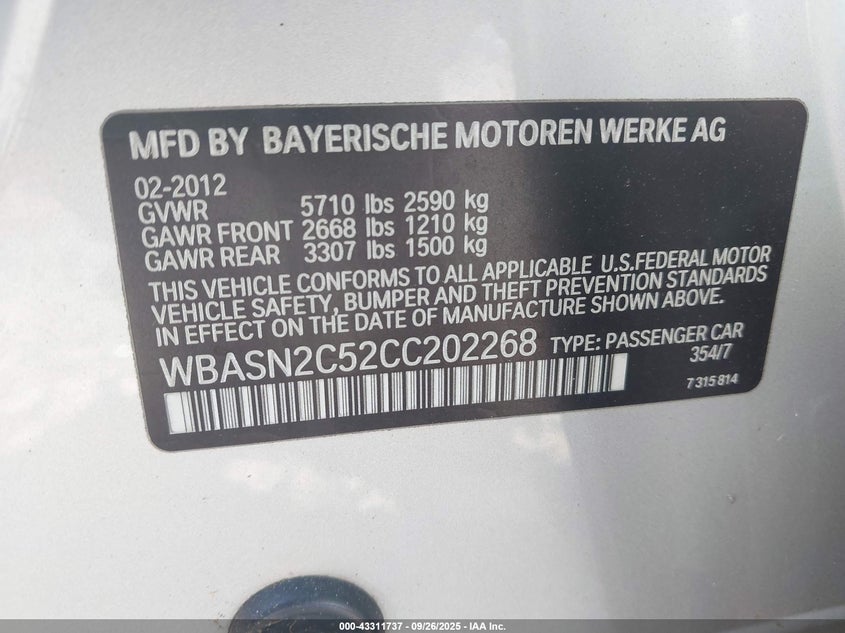 MFD BY BAYERISCHE MOTOREN WERKE AG
02-2012
GVWR 5710 lbs 2590 kg
GAWR FRONT 2668 lbs 1210 kg
GAWR REAR 3307 lbs 1500 kg
THIS VEHICLE CONFORMS TO ALL APPLICABLE U.S.FEDERAL MOTOR
VEHICLE SAFETY, BUMPER AND THEFT PREVENTION STANDARDS
IN EFFECT ON THE DATE OF MANUFACTURE SHOWN ABOVE.
WBASN2C52CC202268 TYPE: PASSENGER CAR
354/7
7 315 814
000-43311737 - 09/26/2025 - IAA Inc.